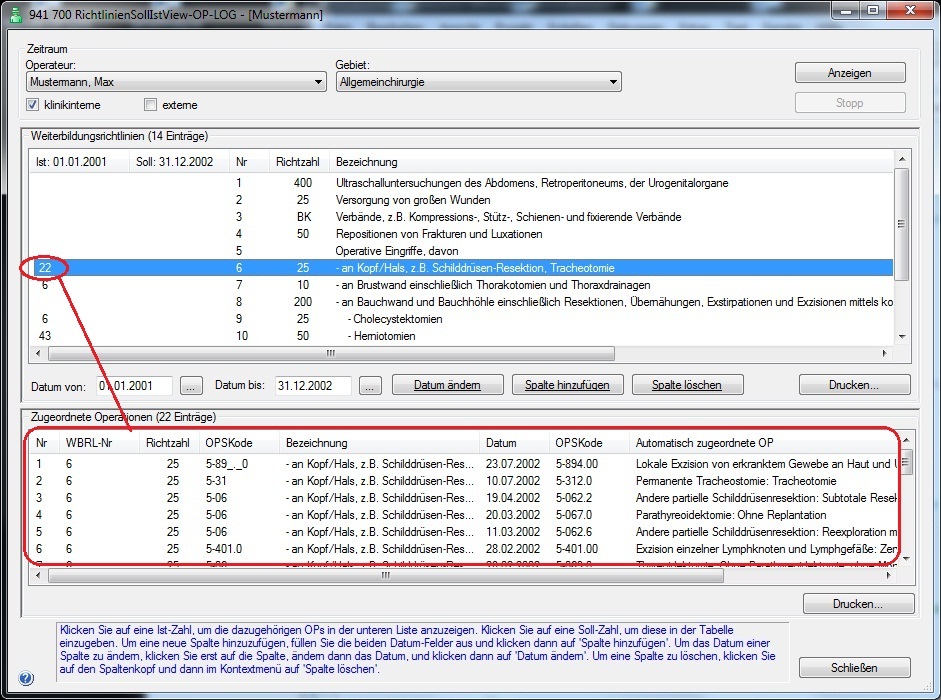 941 700 RichtlinienSollIstView-OP-LOG - [Mustermann]
Zeitraum
Operateur: Gebiet:
Mustermann, Max Allgemeinchirurgie Anzeigen
klinikinterne externe Stopp
Weiterbildungsrichtlinien (14 Einträge)
Ist: 01.01.2001 Soll: 31.12.2002 Nr Richtzahl Bezeichnung
1 400 Ultraschalluntersuchungen des Abdomens, Retroperitoneums, der Urogenitalorgane
2 25 Versorgung von großen Wunden
3 BK Verbände, z.B. Kompressions-, Stütz-, Schienen- und fixierende Verbände
4 50 Repositionen von Frakturen und Luxationen
5 Operative Eingriffe, davon
22 6 25 - an Kopf/Hals, z.B. Schilddrüsen-Resektion, Tracheotomie
6 7 10 - an Brustwand einschließlich Thorakotomien und Thoraxdrainagen
8 200 - an Bauchwand und Bauchhöhle einschließlich Resektionen, Übernähungen, Exstirpationen und Exzisionen mittels ko
6 9 25 - Cholecystektomien
43 10 50 - Herniotomien
Datum von: 01.01.2001 ... Datum bis: 31.12.2002 ... Datum ändern Spalte hinzufügen Spalte löschen Drucken...
Zugeordnete Operationen (22 Einträge)
Nr WBRL-Nr Richtzahl OPSKode Bezeichnung Datum OPSKode Automatisch zugeordnete OP
1 6 25 5-89_._0 - an Kopf/Hals, z.B. Schilddrüsen-Res... 23.07.2002 5-894.00 Lokale Exzision von erkranktem Gewebe an Haut und
2 6 25 5-31 - an Kopf/Hals, z.B. Schilddrüsen-Res... 10.07.2002 5-312.0 Permanente Tracheostomie: Tracheotomie
3 6 25 5-06 - an Kopf/Hals, z.B. Schilddrüsen-Res... 19.04.2002 5-062.2 Andere partielle Schilddrüsenresektion: Subtotale Resek
4 6 25 5-06 - an Kopf/Hals, z.B. Schilddrüsen-Res... 20.03.2002 5-067.0 Parathyreoidektomie: Ohne Replantation
5 6 25 5-06 - an Kopf/Hals, z.B. Schilddrüsen-Res... 11.03.2002 5-062.6 Andere partielle Schilddrüsenresektion: Reexploration m
6 6 25 5-401.0 - an Kopf/Hals, z.B. Schilddrüsen-Res... 28.02.2002 5-401.00 Exzision einzelner Lymphknoten und Lymphgefäße: Zer
Drucken...
Klicken Sie auf eine Ist-Zahl, um die dazugehörigen OPs in der unteren Liste anzuzeigen. Klicken Sie auf eine Soll-Zahl, um diese in der Tabelle
einzugeben. Um eine neue Spalte hinzuzufügen, füllen Sie die beiden Datum-Felder aus und klicken dann auf 'Spalte hinzufügen'. Um das Datum einer
Spalte zu ändern, klicken Sie erst auf die Spalte, ändern dann das Datum, und klicken dann auf 'Datum ändern'. Um eine Spalte zu löschen, klicken Sie
auf den Spaltenkopf und dann im Kontextmenü auf 'Spalte löschen'.
Schließen